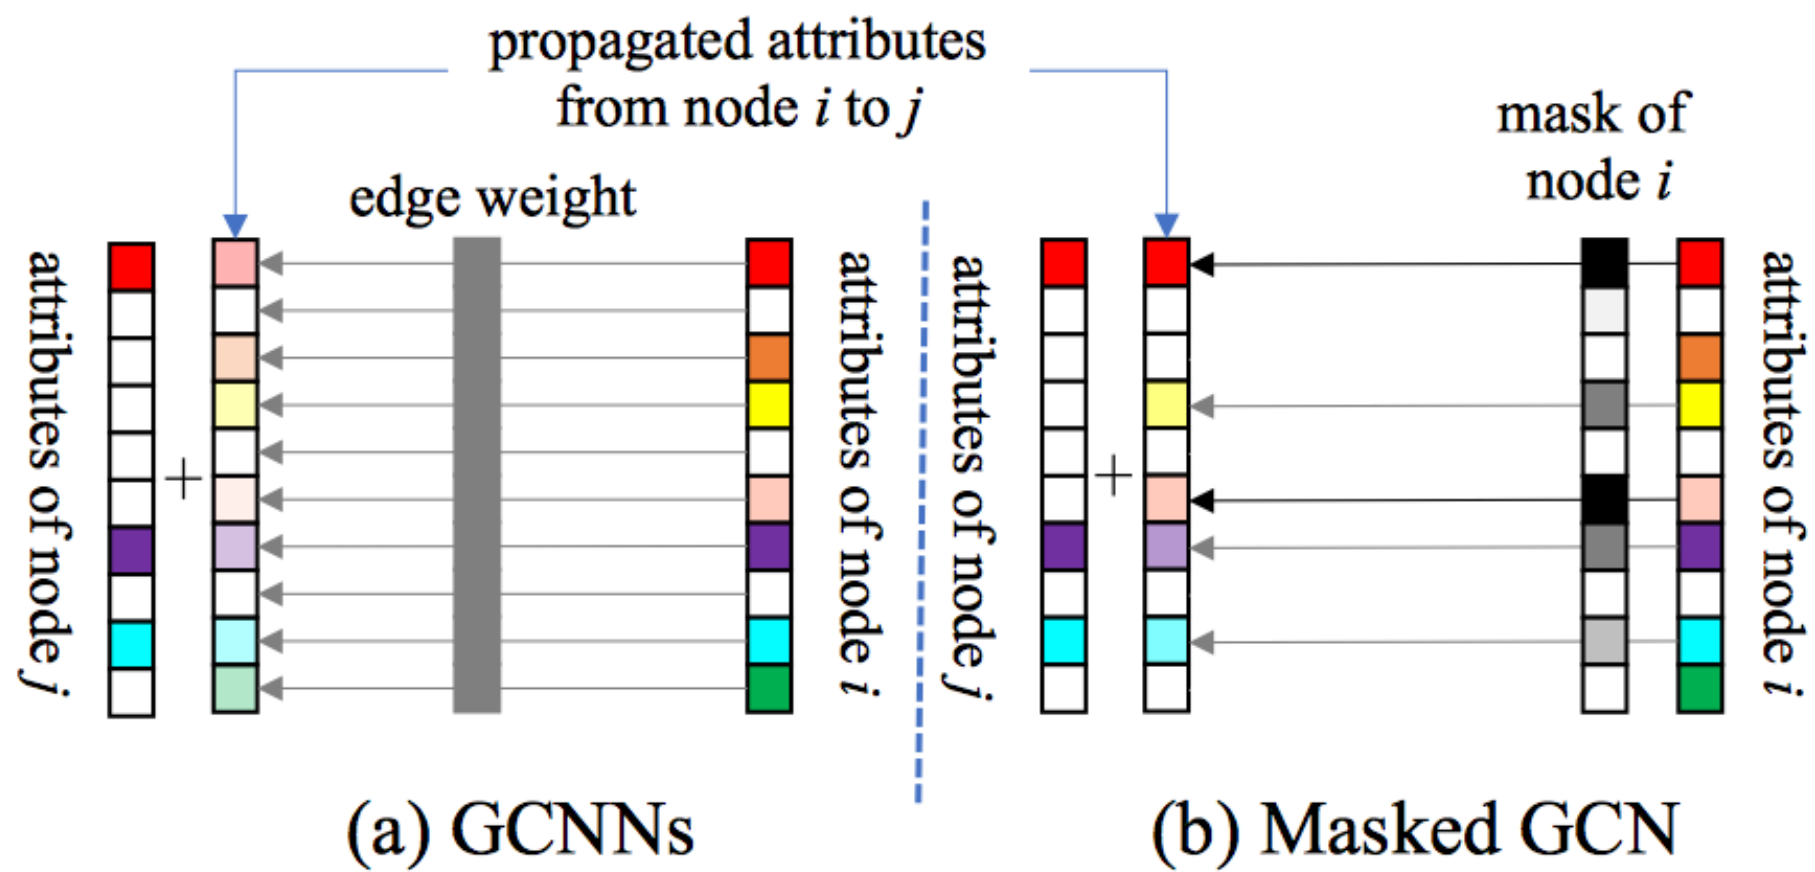 propagated attributes
from node i to j
mask of
node i
edge weight
attributes of node j
+
attributes of node i
attributes of node j
+
attributes of node i
(a) GCNNs
(b) Masked GCN